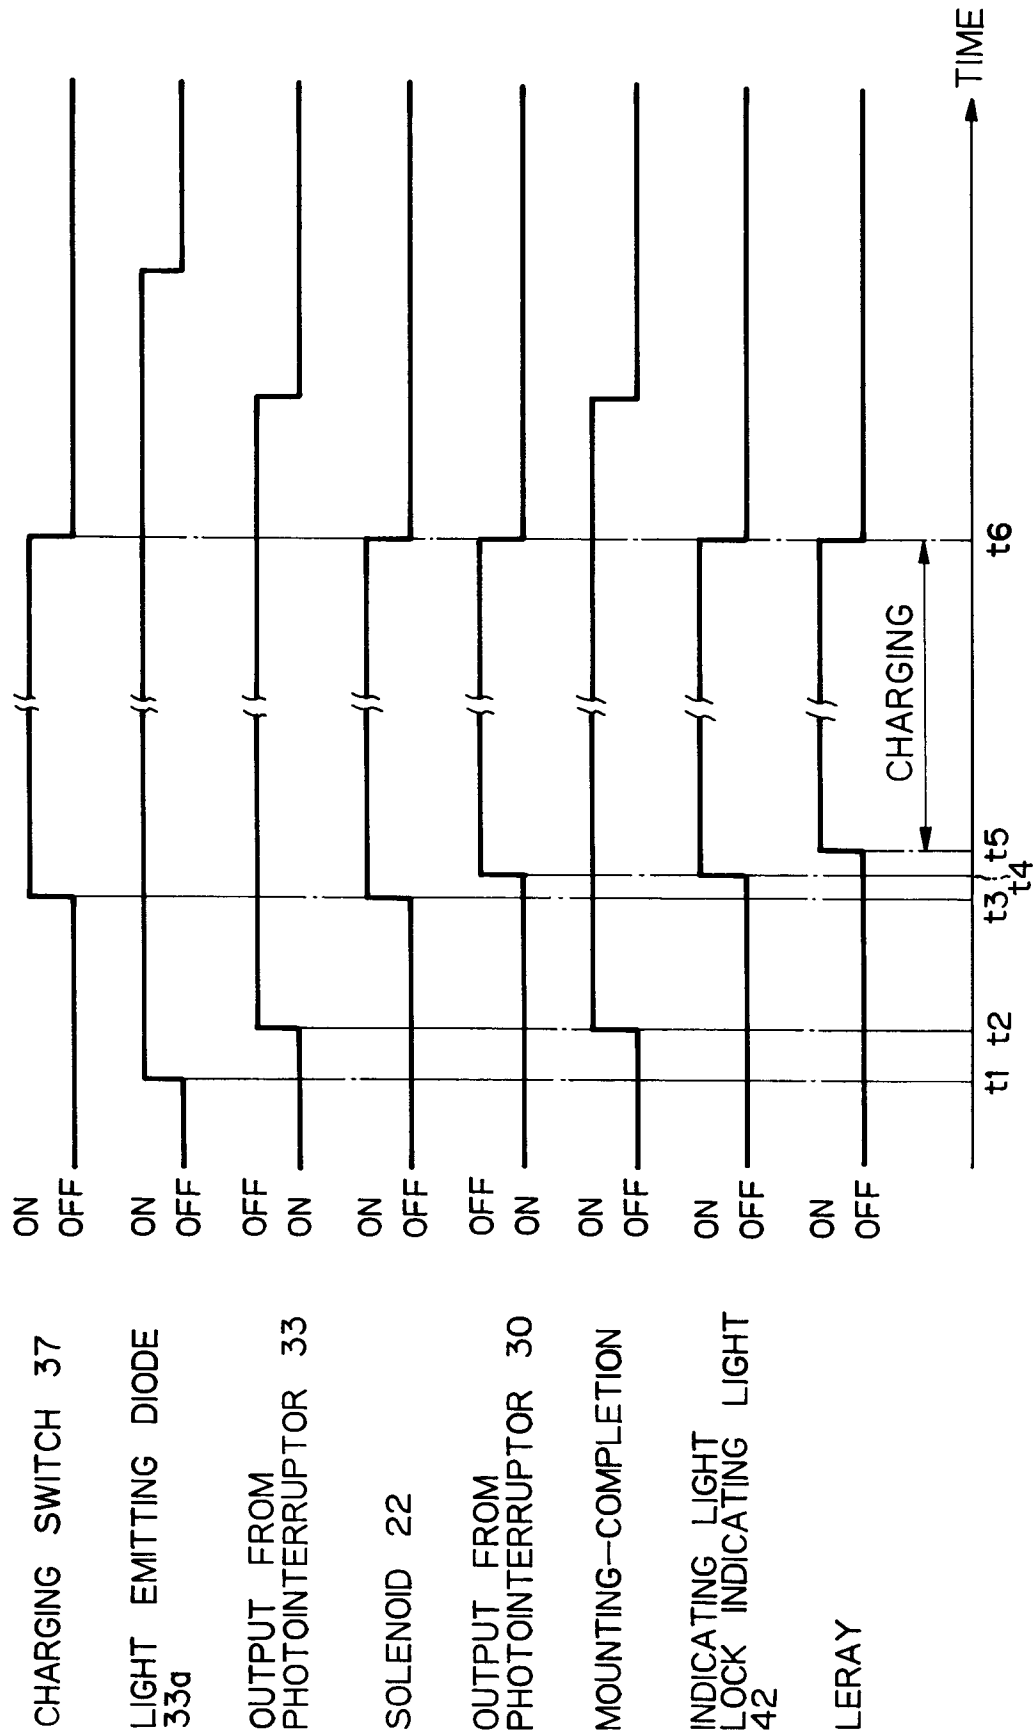 CHARGING SWITCH 37
ON
OFF
LIGHT EMITTING DIODE
33a
ON
OFF
OUTPUT FROM
PHOTOINTERRUPTOR 33
OFF
ON
SOLENOID 22
ON
OFF
OUTPUT FROM
PHOTOINTERRUPTOR 30
OFF
ON
MOUNTING-COMPLETION
ON
OFF
INDICATING LIGHT
LOCK INDICATING LIGHT
42
ON
OFF
LERAY
ON
OFF
CHARGING
t1 t2 t3 t4 t5 t6
TIME